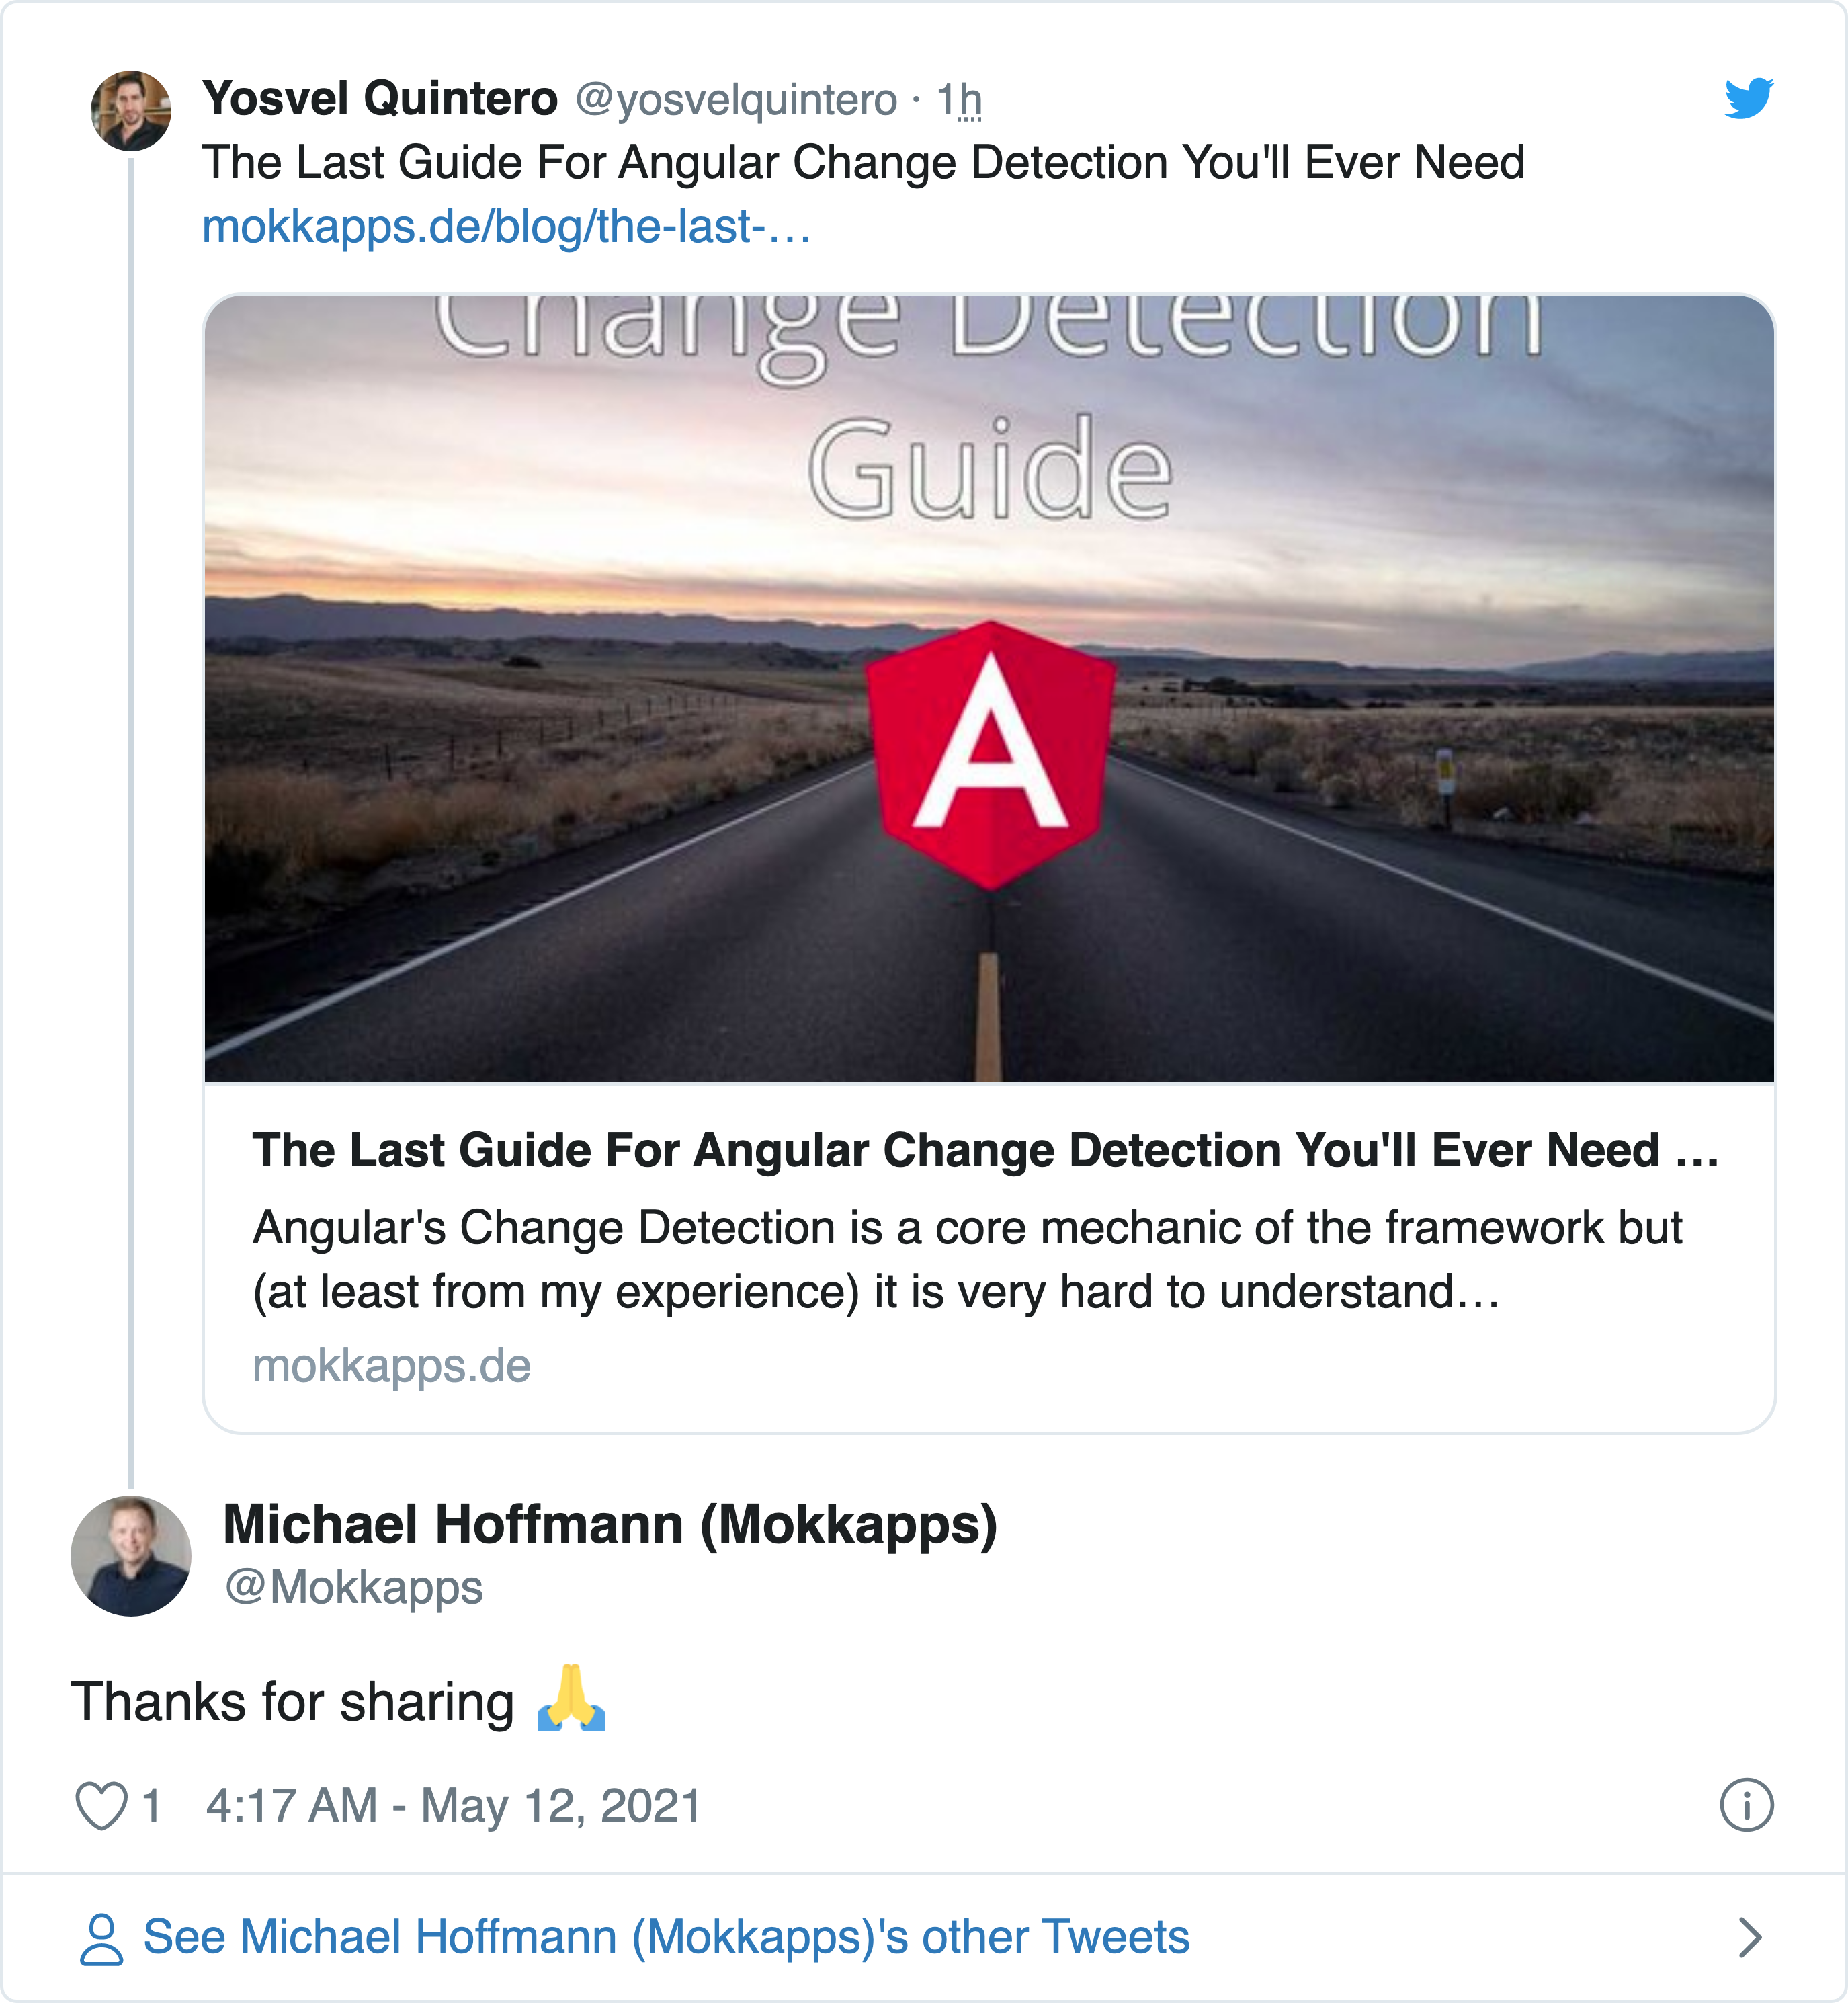 Yosvel Quintero @yosvelquintero · 1h
The Last Guide For Angular Change Detection You'll Ever Need
mokkapps.de/blog/the-last-…
Change Detection
Guide
A
The Last Guide For Angular Change Detection You'll Ever Need …
Angular's Change Detection is a core mechanic of the framework but
(at least from my experience) it is very hard to understand…
mokkapps.de
Michael Hoffmann (Mokkapps)
@Mokkapps
Thanks for sharing 🙏
1 4:17 AM - May 12, 2021
See Michael Hoffmann (Mokkapps)'s other Tweets